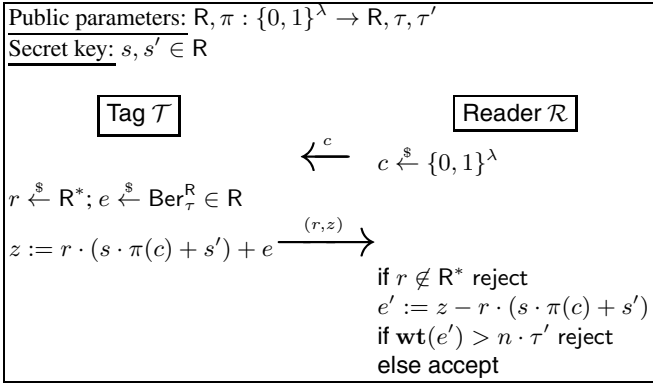 Public parameters: R, π : {0, 1}^λ → R, τ, τ′
Secret key: s, s′ ∈ R
Tag 𝒯
Reader ℛ
c
c ←$ {0, 1}^λ
r ←$ R*; e ←$ Ber_τ^R ∈ R
(r,z)
z := r · (s · π(c) + s′) + e
if r ∉ R* reject
e′ := z − r · (s · π(c) + s′)
if wt(e′) > n · τ′ reject
else accept